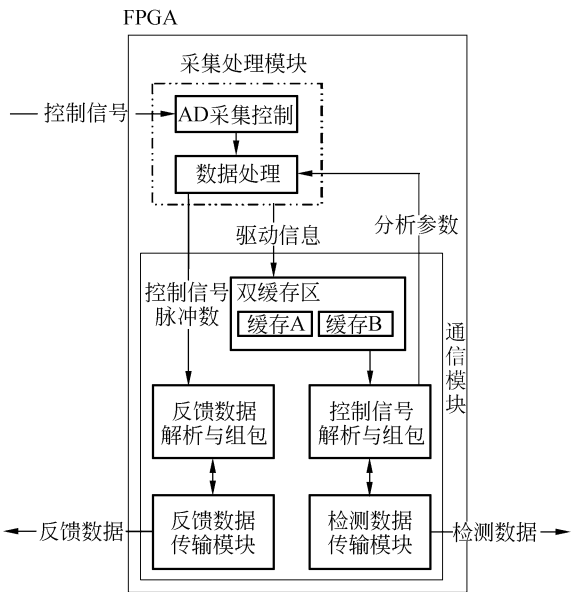 FPGA
采集处理模块
控制信号
AD采集控制
数据处理
驱动信息
分析参数
控制信号
脉冲数
双缓存区
缓存A
缓存B
通信模块
反馈数据
解析与组包
控制信号
解析与组包
反馈数据
反馈数据
传输模块
检测数据
传输模块
检测数据